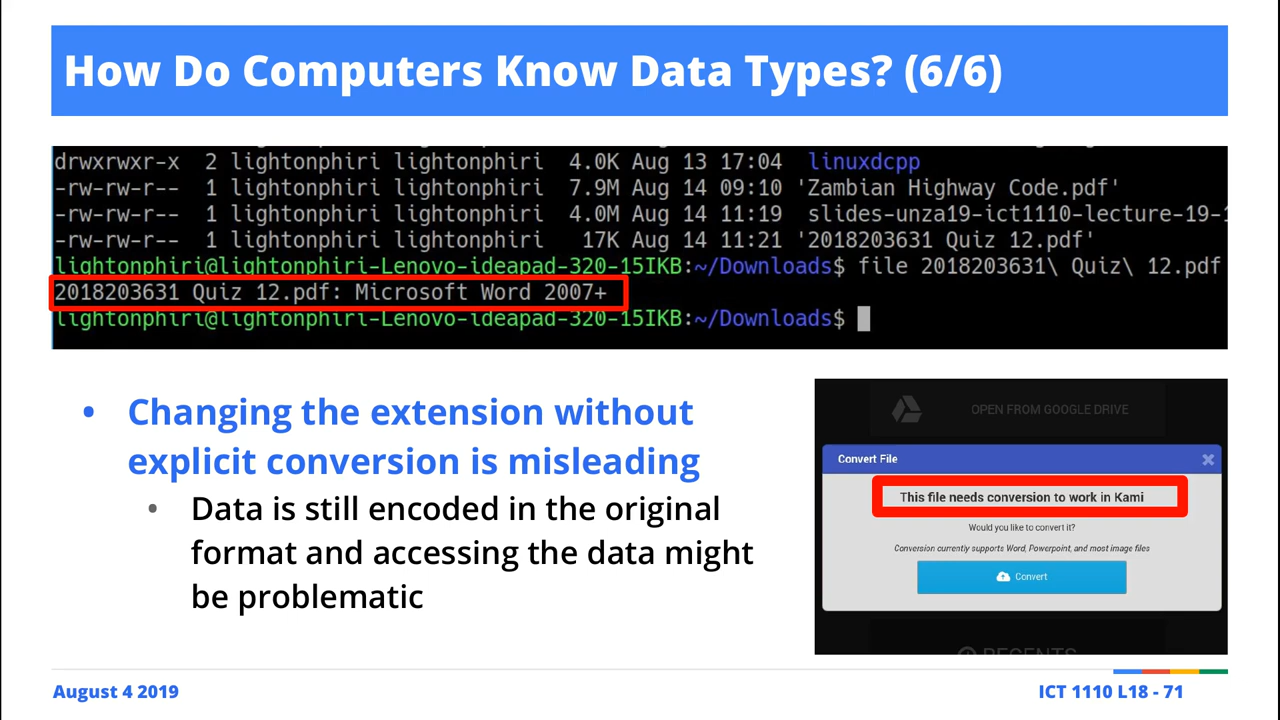 How Do Computers Know Data Types? (6/6)
drwxrwxr-x 2 lightonphiri lightonphiri 4.0K Aug 13 17:04 linuxdcpp
-rw-rw-r-- 1 lightonphiri lightonphiri 7.9M Aug 14 09:10 'Zambian Highway Code.pdf'
-rw-rw-r-- 1 lightonphiri lightonphiri 4.0M Aug 14 11:19 slides-unza19-ict1110-lecture-19-
-rw-rw-r-- 1 lightonphiri lightonphiri 17K Aug 14 11:21 '2018203631 Quiz 12.pdf'
lightonphiri@lightonphiri-Lenovo-ideapad-320-15IKB:~/Downloads$ file 2018203631\ Quiz\ 12.pdf
2018203631 Quiz 12.pdf: Microsoft Word 2007+
lightonphiri@lightonphiri-Lenovo-ideapad-320-15IKB:~/Downloads$
• Changing the extension without
explicit conversion is misleading
• Data is still encoded in the original
format and accessing the data might
be problematic
OPEN FROM GOOGLE DRIVE
Convert File
This file needs conversion to work in Kami
Would you like to convert it?
Conversion currently supports Word, Powerpoint, and most image files
Convert
RECENTS
August 4 2019
ICT 1110 L18 - 71